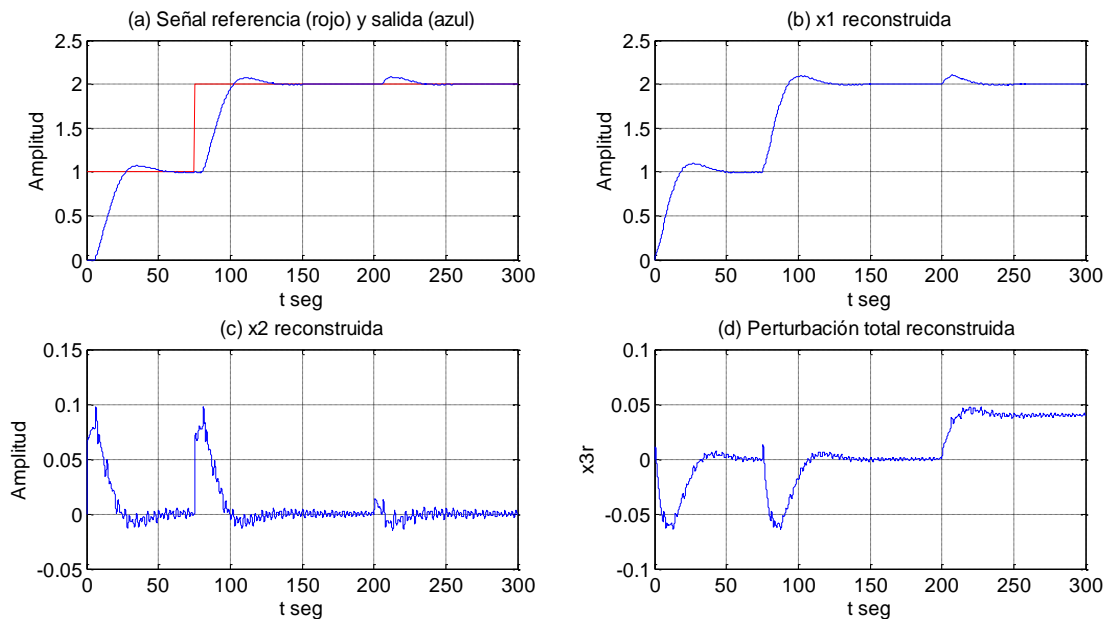 (a) Señal referencia (rojo) y salida (azul)
2.5
2
1.5
1
0.5
0
Amplitud
0 50 100 150 200 250 300
t seg
(b) x1 reconstruida
2.5
2
1.5
1
0.5
0
Amplitud
0 50 100 150 200 250 300
t seg
(c) x2 reconstruida
0.15
0.1
0.05
0
-0.05
Amplitud
0 50 100 150 200 250 300
t seg
(d) Perturbación total reconstruida
0.1
0.05
0
-0.05
-0.1
x3r
0 50 100 150 200 250 300
t seg